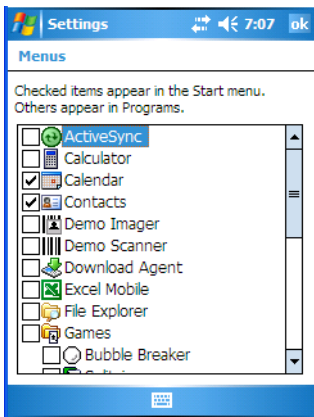 Settings 7:07 ok
Menus
Checked items appear in the Start menu.
Others appear in Programs.
ActiveSync
Calculator
Calendar
Contacts
Demo Imager
Demo Scanner
Download Agent
Excel Mobile
File Explorer
Games
Bubble Breaker